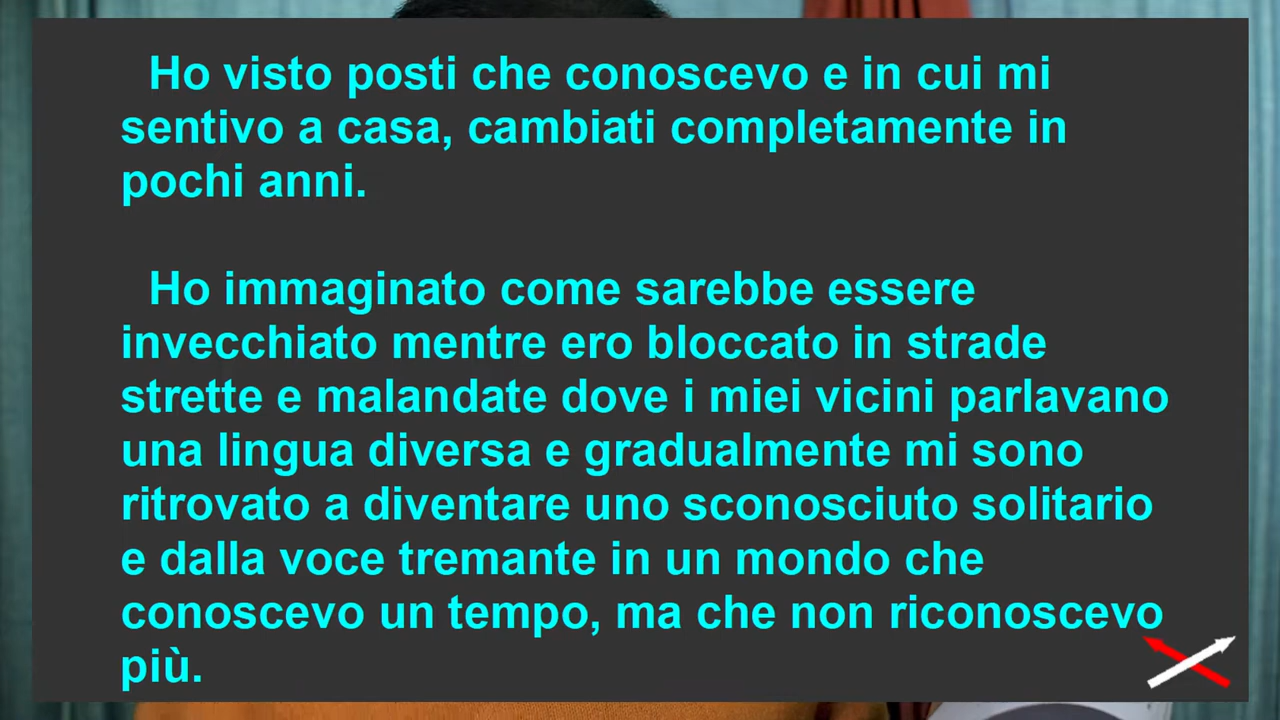 Ho visto posti che conoscevo e in cui mi
sentivo a casa, cambiati completamente in
pochi anni.
Ho immaginato come sarebbe essere
invecchiato mentre ero bloccato in strade
strette e malandate dove i miei vicini parlavano
una lingua diversa e gradualmente mi sono
ritrovato a diventare uno sconosciuto solitario
e dalla voce tremante in un mondo che
conoscevo un tempo, ma che non riconoscevo
più.